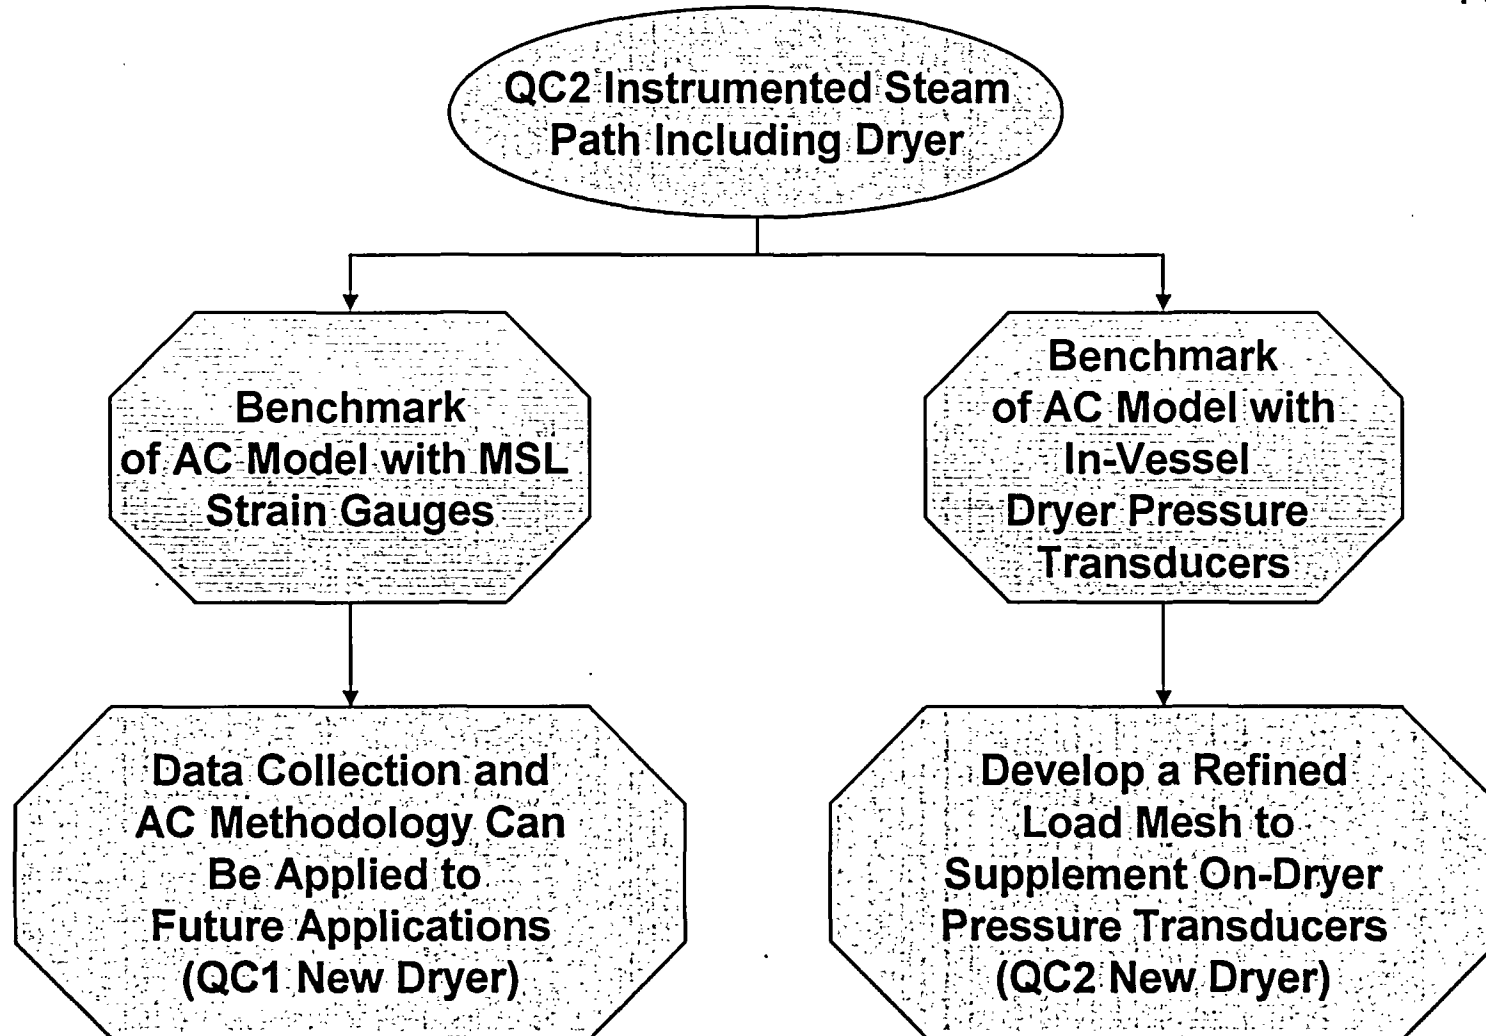 QC2 Instrumented Steam
Path Including Dryer
Benchmark
of AC Model with MSL
Strain Gauges
Benchmark
of AC Model with
In-Vessel
Dryer Pressure
Transducers
Data Collection and
AC Methodology Can
Be Applied to
Future Applications
(QC1 New Dryer)
Develop a Refined
Load Mesh to
Supplement On-Dryer
Pressure Transducers
(QC2 New Dryer)